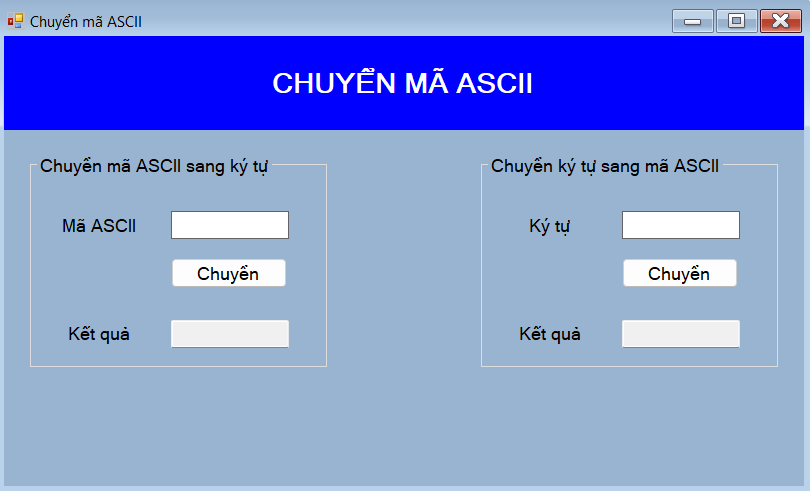 Chuyển mã ASCII
CHUYỂN MÃ ASCII
Chuyển mã ASCII sang ký tự
Mã ASCII
Chuyển
Kết quả
Chuyển ký tự sang mã ASCII
Ký tự
Chuyển
Kết quả